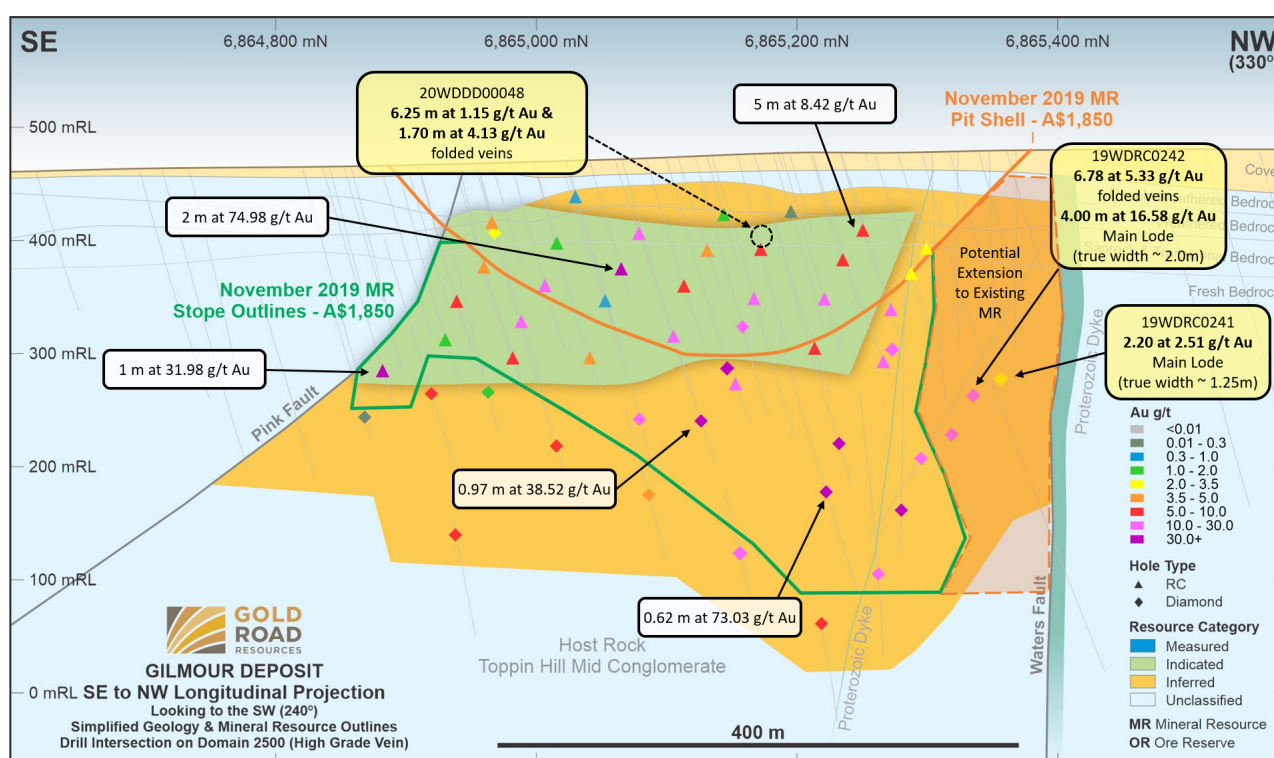 SE
6,864,800 mN
6,865,000 mN
6,865,200 mN
6,865,400 mN
NW
(330°
500 mRL
400 mRL
300 mRL
200 mRL
100 mRL
0 mRL
20WDDD00048
6.25 m at 1.15 g/t Au &
1.70 m at 4.13 g/t Au
folded veins
5 m at 8.42 g/t Au
November 2019 MR
Pit Shell - A$1,850
19WDRC0242
6.78 at 5.33 g/t Au
folded veins
4.00 m at 16.58 g/t Au
Main Lode
(true width ~ 2.0m)
Cove
Bedroc
Bedroc
Bedroc
Fresh Bedroc
2 m at 74.98 g/t Au
November 2019 MR
Stope Outlines - A$1,850
Potential
Extension
to Existing
MR
19WDRC0241
2.20 at 2.51 g/t Au
Main Lode
(true width ~ 1.25m)
1 m at 31.98 g/t Au
Pink Fault
Proterozoic Dyke
0.97 m at 38.52 g/t Au
0.62 m at 73.03 g/t Au
Proterozoic Dyke
Waters Fault
Host Rock
Toppin Hill Mid Conglomerate
Au g/t
<0.01
0.01 - 0.3
0.3 - 1.0
1.0 - 2.0
2.0 - 3.5
3.5 - 5.0
5.0 - 10.0
10.0 - 30.0
30.0+
Hole Type
RC
Diamond
Resource Category
Measured
Indicated
Inferred
Unclassified
MR Mineral Resource
OR Ore Reserve
GOLD
ROAD
RESOURCES
GILMOUR DEPOSIT
SE to NW Longitudinal Projection
Looking to the SW (240°)
Simplified Geology & Mineral Resource Outlines
Drill Intersection on Domain 2500 (High Grade Vein)
400 m